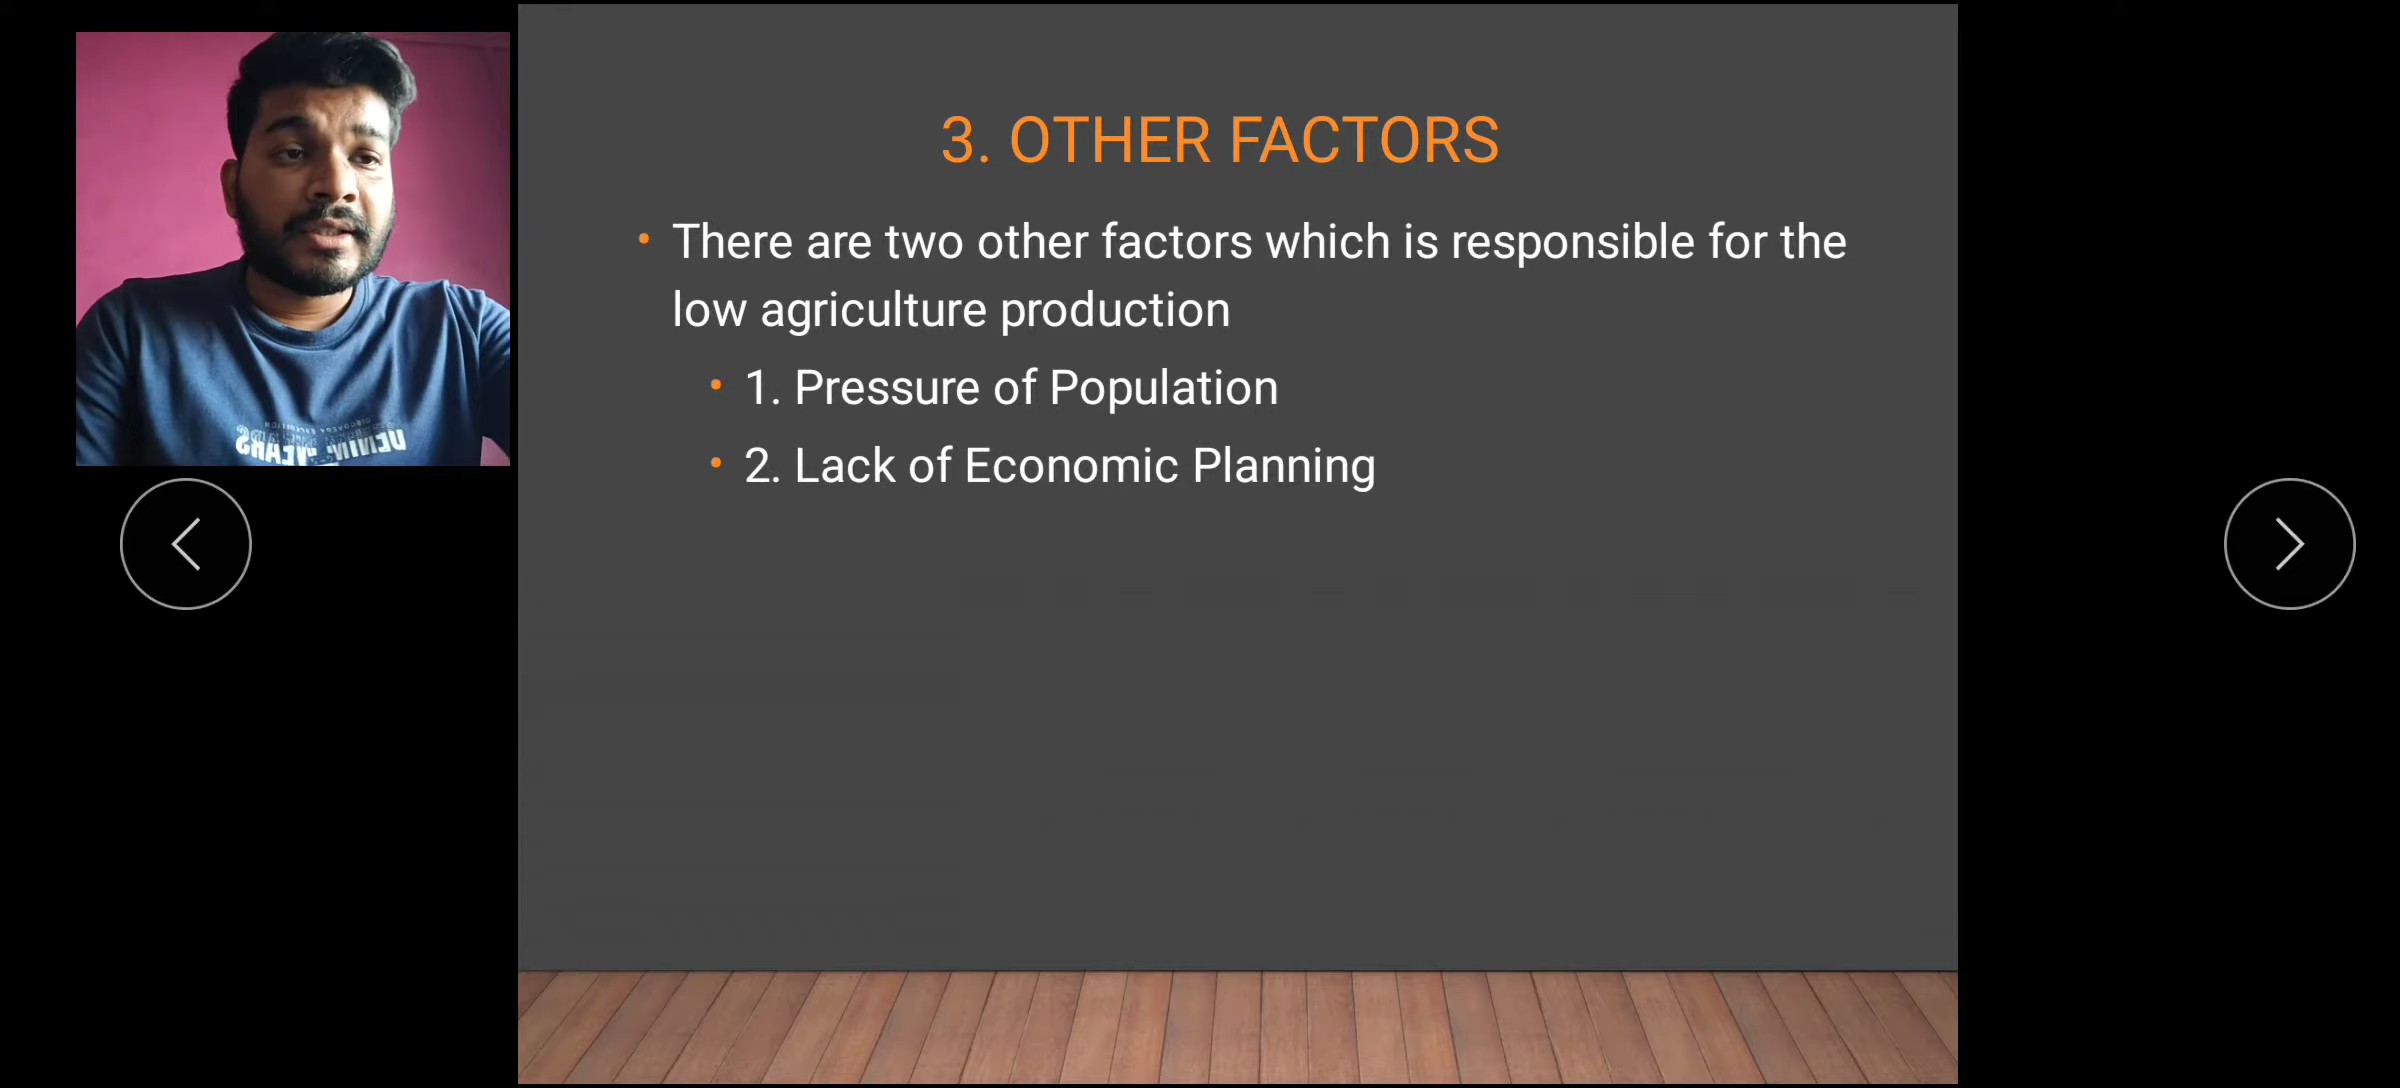 3. OTHER FACTORS
• There are two other factors which is responsible for the
low agriculture production
• 1. Pressure of Population
• 2. Lack of Economic Planning